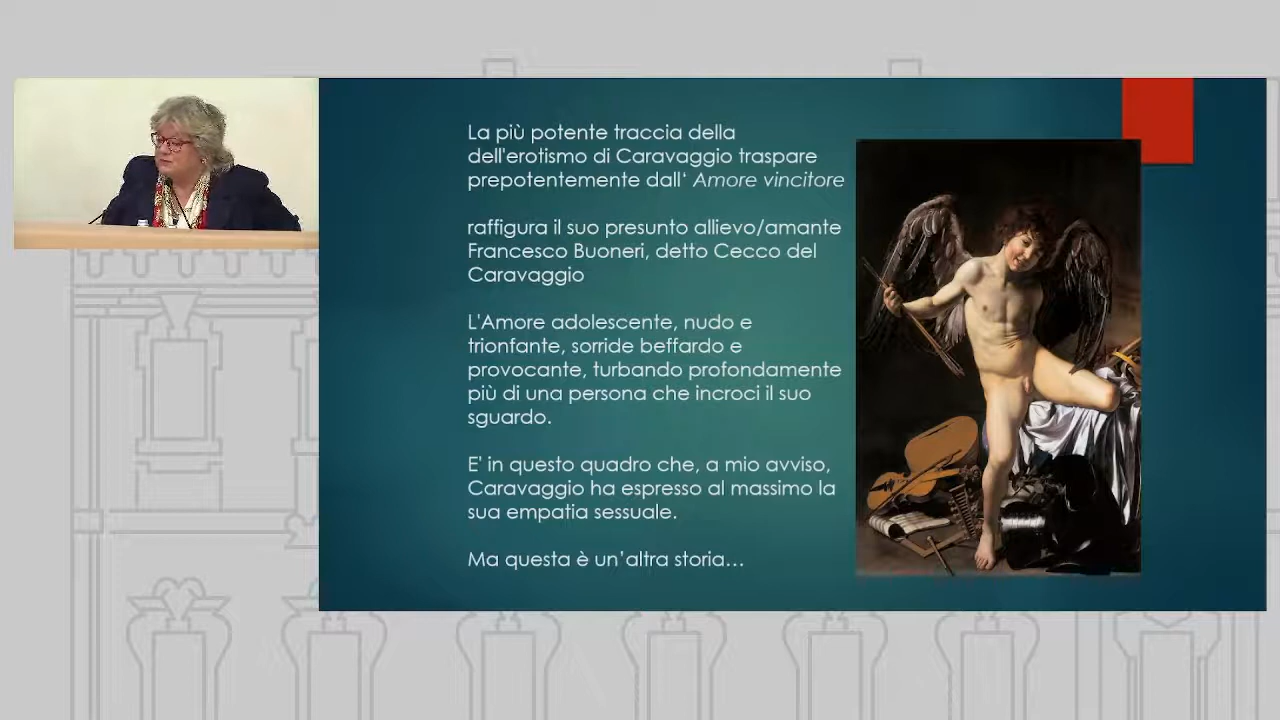 La più potente traccia della
dell'erotismo di Caravaggio traspare
prepotentemente dall‘ Amore vincitore
raffigura il suo presunto allievo/amante
Francesco Buoneri, detto Cecco del
Caravaggio
L'Amore adolescente, nudo e
trionfante, sorride beffardo e
provocante, turbando profondamente
più di una persona che incroci il suo
sguardo.
E' in questo quadro che, a mio avviso,
Caravaggio ha espresso al massimo la
sua empatia sessuale.
Ma questa è un’altra storia…